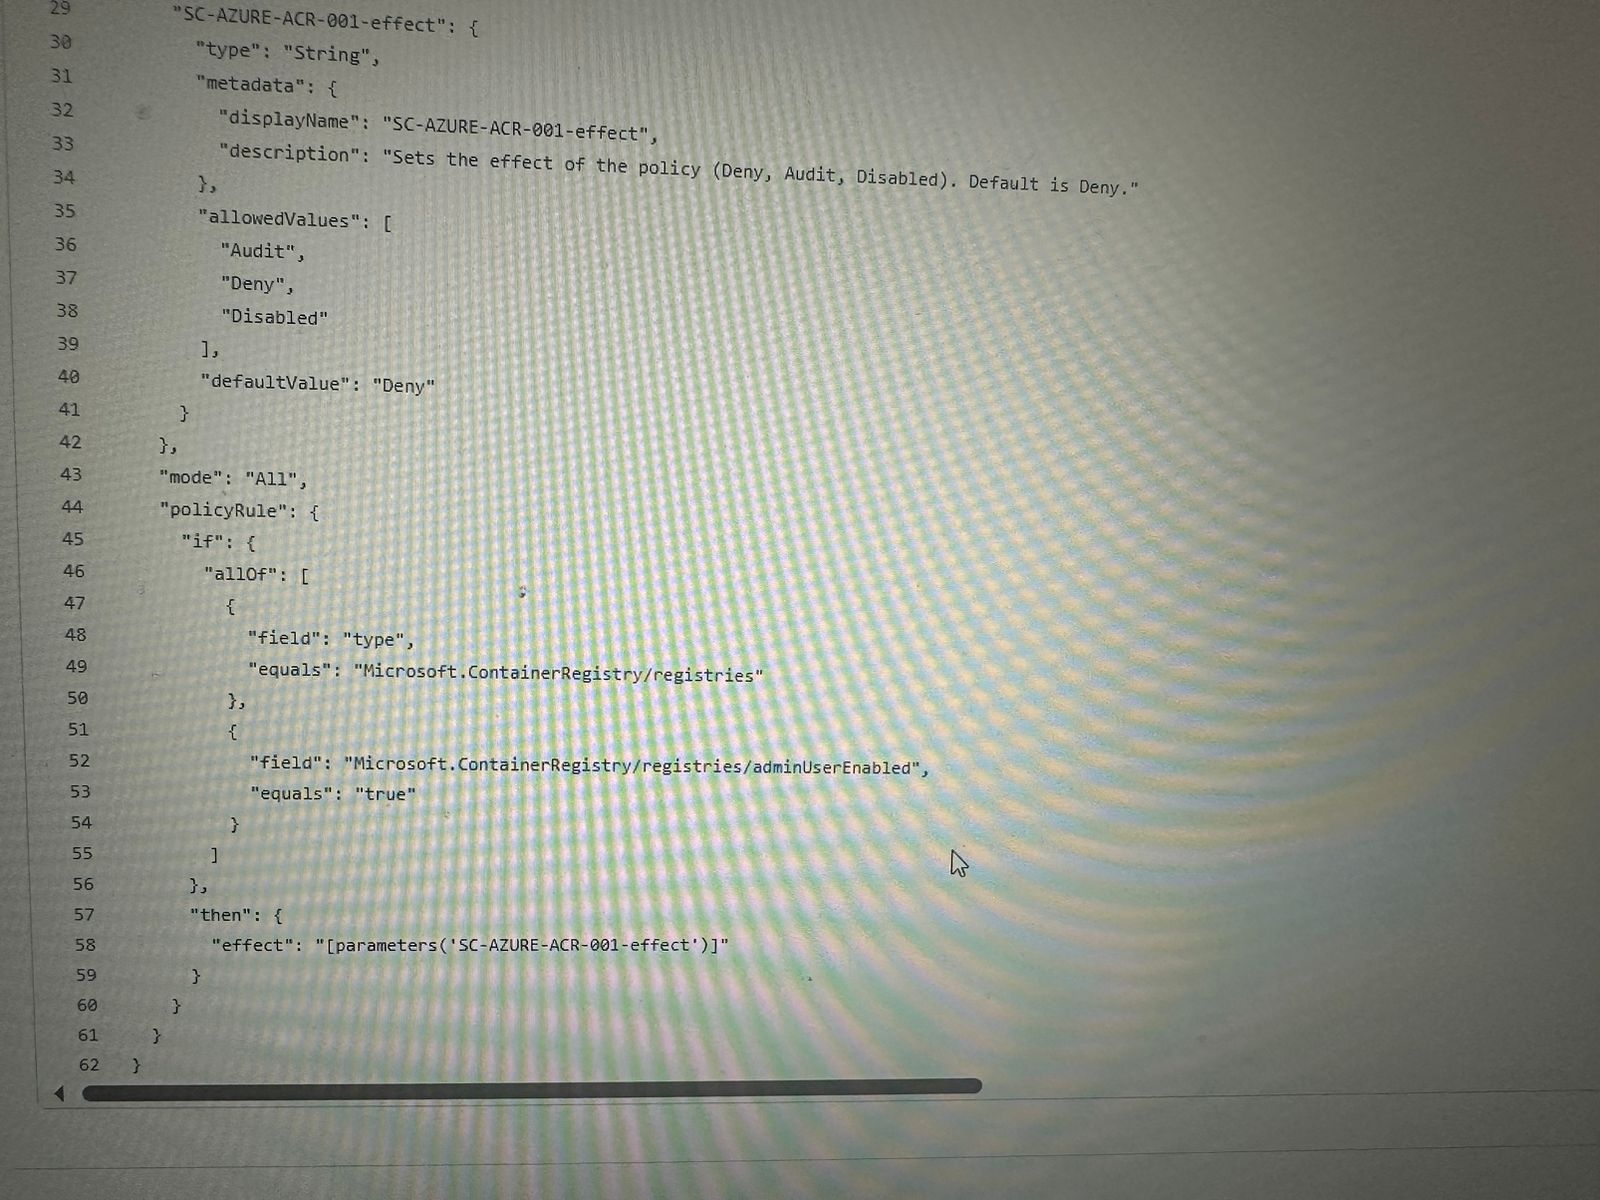 29 "SC-AZURE-ACR-001-effect": {
30 "type": "String",
31 "metadata": {
32 "displayName": "SC-AZURE-ACR-001-effect",
33 "description": "Sets the effect of the policy (Deny, Audit, Disabled). Default is Deny."
34 },
35 "allowedValues": [
36 "Audit",
37 "Deny",
38 "Disabled"
39 ],
40 "defaultValue": "Deny"
41 }
42 },
43 "mode": "All",
44 "policyRule": {
45 "if": {
46 "allOf": [
47 {
48 "field": "type",
49 "equals": "Microsoft.ContainerRegistry/registries"
50 },
51 {
52 "field": "Microsoft.ContainerRegistry/registries/adminUserEnabled",
53 "equals": "true"
54 }
55 ]
56 },
57 "then": {
58 "effect": "[parameters('SC-AZURE-ACR-001-effect')]"
59 }
60 }
61 }
62 }